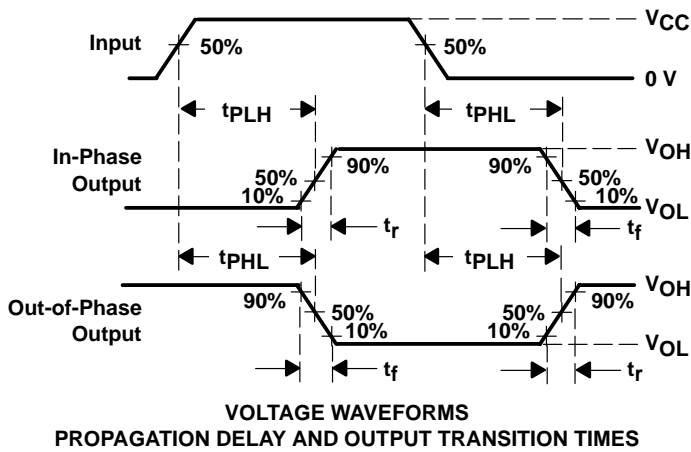 VCC
Input
50%
50%
0 V
tPLH
tPHL
In-Phase
Output
VOH
90%
90%
50%
50%
10%
10%
VOL
tr
tf
tPHL
tPLH
Out-of-Phase
Output
VOH
90%
90%
50%
50%
10%
10%
VOL
tf
tr
VOLTAGE WAVEFORMS
PROPAGATION DELAY AND OUTPUT TRANSITION TIMES